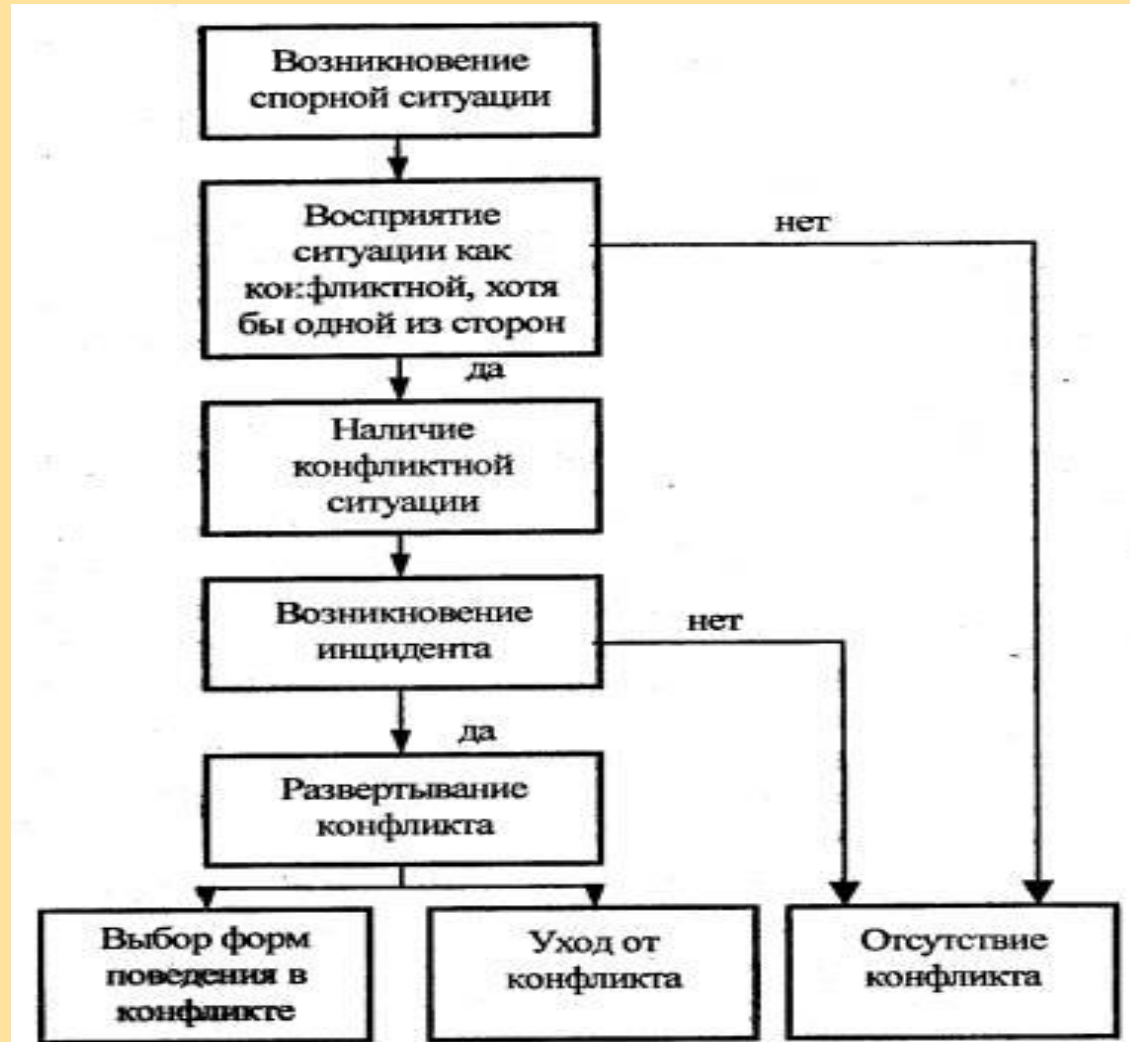 Возникновение
спорной ситуации
Восприятие
ситуации как
конфликтной, хотя
бы одной из сторон
нет
да
Наличие
конфликтной
ситуации
Возникновение
инцидента
нет
да
Развертывание
конфликта
Выбор форм
поведения в
конфликте
Уход от
конфликта
Отсутствие
конфликта